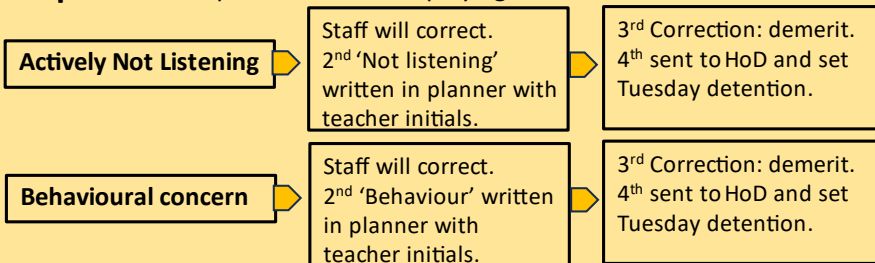 Actively Not Listening
Staff will correct.
2nd ‘Not listening’
written in planner with
teacher initials.
3rd Correction: demerit.
4th sent to HoD and set
Tuesday detention.
Behavioural concern
Staff will correct.
2nd ‘Behaviour’ written
in planner with
teacher initials.
3rd Correction: demerit.
4th sent to HoD and set
Tuesday detention.